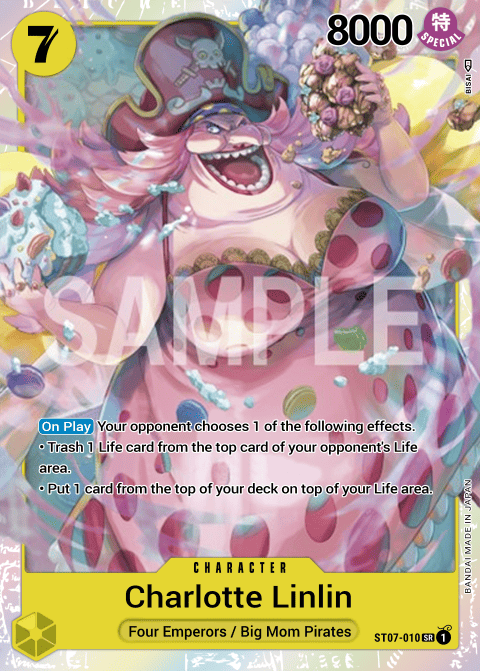 7
8000
特
SPECIAL
BISAI
SAMPLE
On Play Your opponent chooses 1 of the following effects.
• Trash 1 Life card from the top card of your opponent's Life
area.
• Put 1 card from the top of your deck on top of your Life area.
BANDAI MADE IN JAPAN
CHARACTER
Charlotte Linlin
Four Emperors / Big Mom Pirates
ST07-010 SR 1